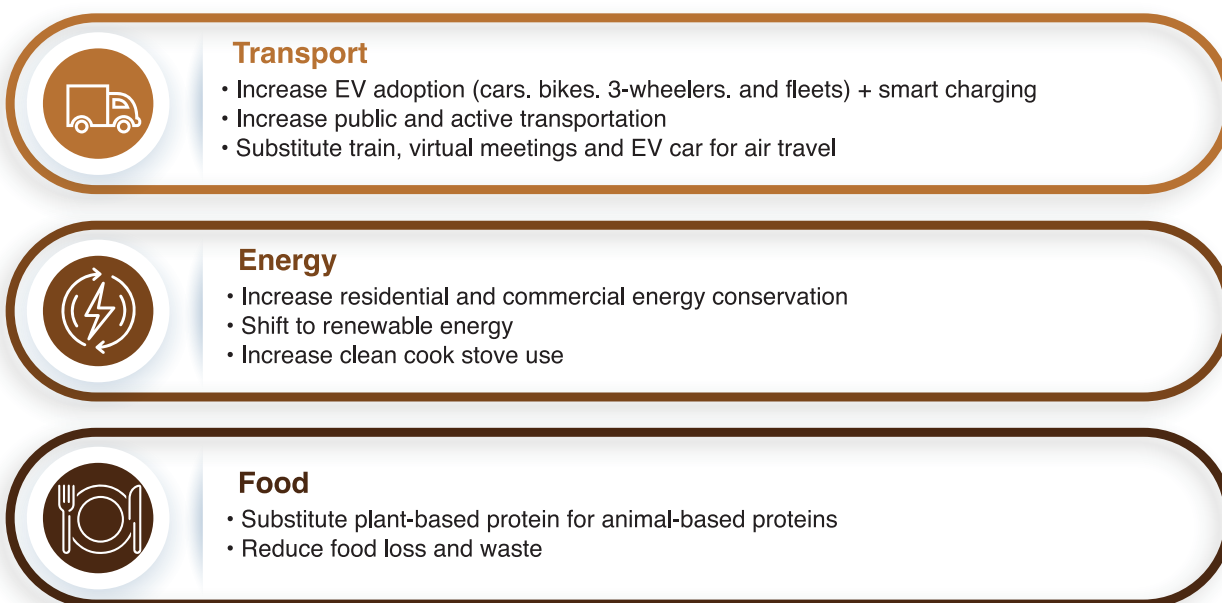 Transport
• Increase EV adoption (cars. bikes. 3-wheelers. and fleets) + smart charging
• Increase public and active transportation
• Substitute train, virtual meetings and EV car for air travel
Energy
• Increase residential and commercial energy conservation
• Shift to renewable energy
• Increase clean cook stove use
Food
• Substitute plant-based protein for animal-based proteins
• Reduce food loss and waste